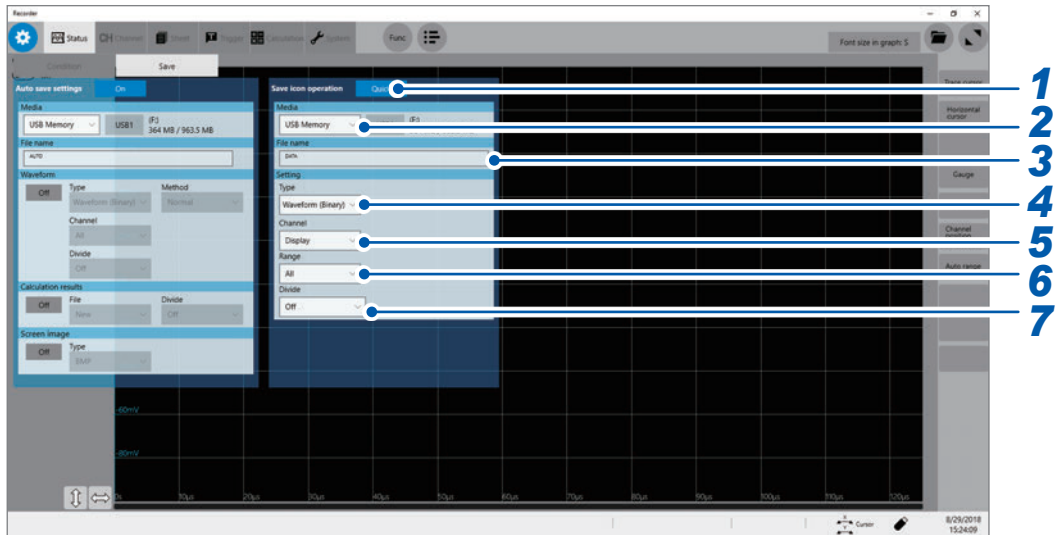 Recorder
Status CH Channel Sheet Trigger Calculation System Func Font size in graph: S
Condition Save
Auto save settings On
Save icon operation Quick
1
Trace cursor
Media
USB Memory USB1 (F:)
364 MB / 963.5 MB
Media
USB Memory (F:)
2
Horizontal
cursor
File name
AUTO
File name
DATA
3
Waveform
Off
Type
Waveform (Binary)
Method
Normal
Channel
All
Divide
Off
Setting
Type
Waveform (Binary)
4
Gauge
Channel
Display
5
Channel
position
Range
All
6
Auto range
Divide
Off
7
Calculation results
Off
File
New
Divide
Off
Screen image
Off
Type
BMP
-60mV
-80mV
0s 10µs 20µs 30µs 40µs 50µs 60µs 70µs 80µs 90µs 100µs 110µs 120µs
X
Y
Cursor
8/29/2018
15:24:09